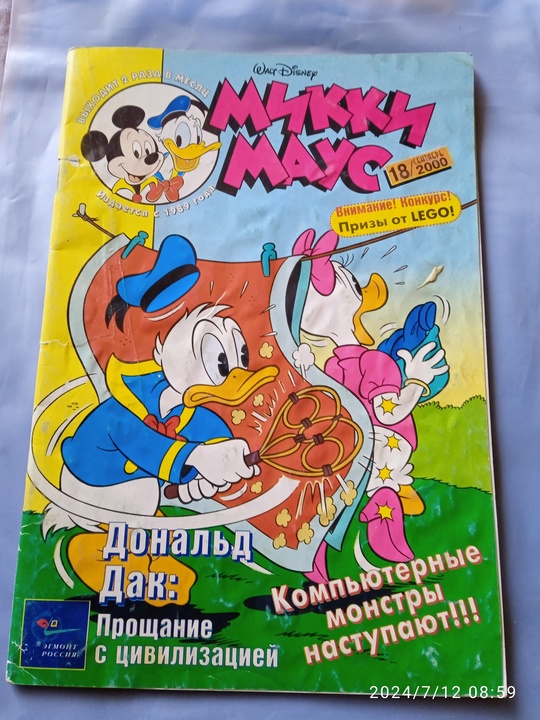 ВЫХОДИТ 2 РАЗА В МЕСЯЦ
Издается с 1989 года
WALT DISNEY
МИККИ
МАУС
18/СЕНТЯБРЬ
2000
Внимание! Конкурс!
Призы от LEGO!
Дональд
Дак:
Прощание
с цивилизацией
Компьютерные
монстры
наступают!!!
ЭГМОНТ
РОССИЯ
2024/7/12 08:59